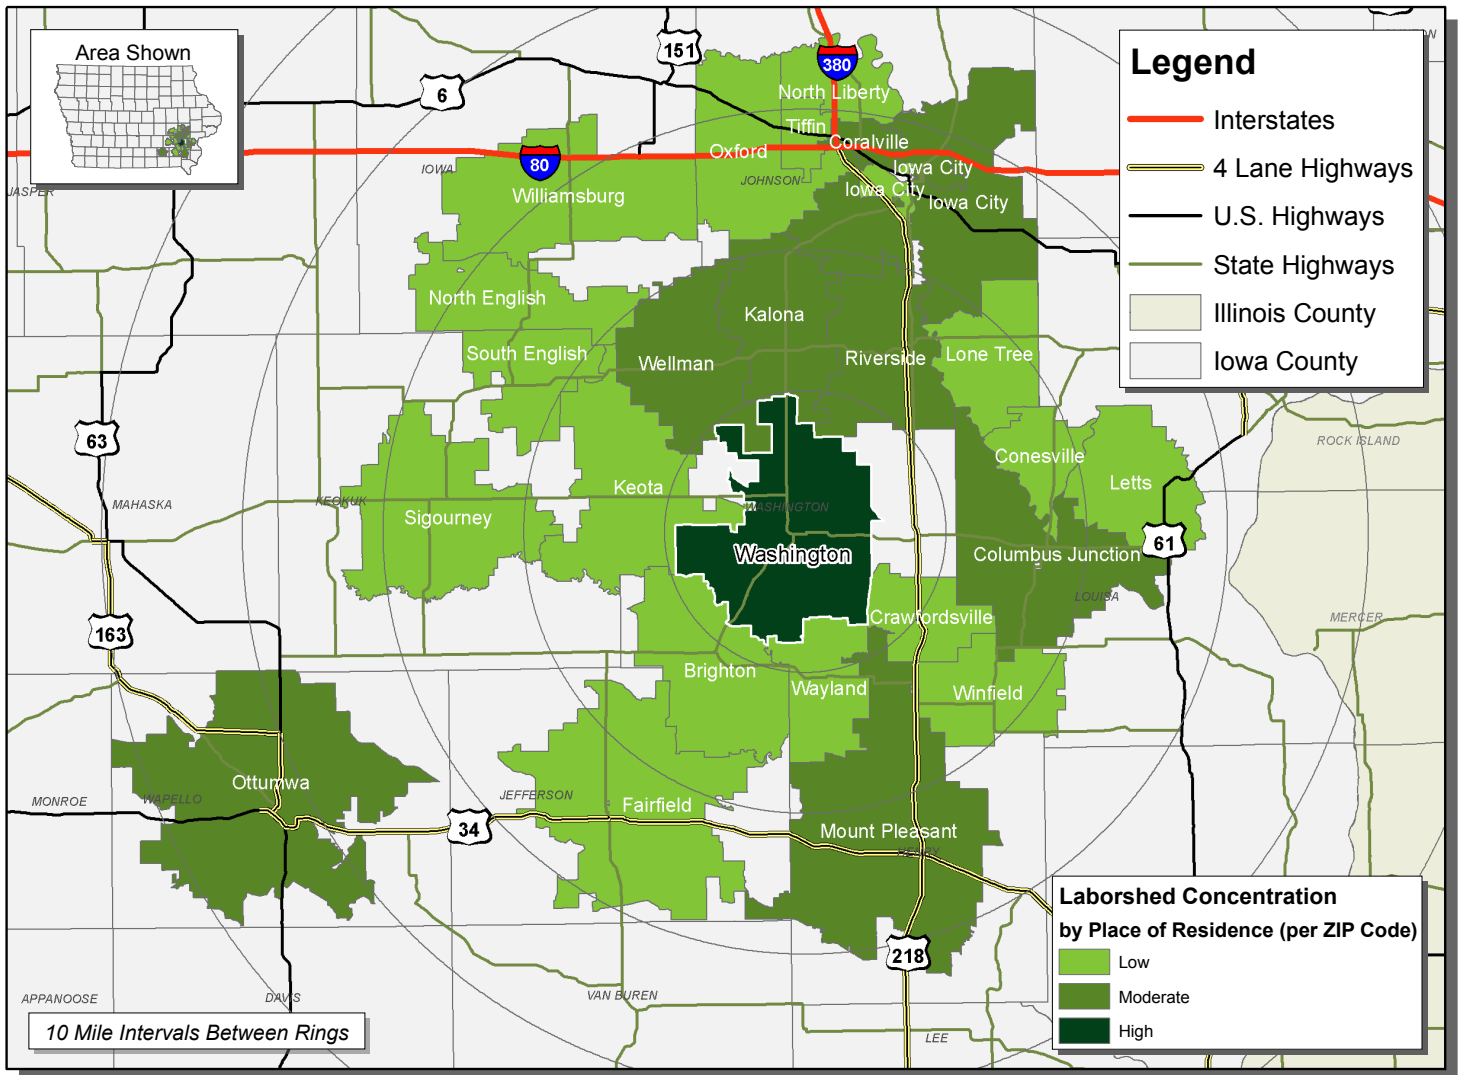 Area Shown
151
380
6
North Liberty
Tiffin
Coralville
Oxford
80
IOWA
JOHNSON
Iowa City
Iowa City
Iowa City
Williamsburg
JASPER
Legend
Interstates
4 Lane Highways
U.S. Highways
State Highways
Illinois County
Iowa County
North English
Kalona
South English
Wellman
Riverside
Lone Tree
63
ROCK ISLAND
Conesville
Letts
Keota
MAHASKA
KEOKUK
Sigourney
WASHINGTON
Washington
Columbus Junction
61
LOUISA
163
Crawfordsville
MERCER
Brighton
Wayland
Winfield
Ottumwa
MONROE
WAPELLO
JEFFERSON
Fairfield
34
Mount Pleasant
HENRY
218
APPANOOSE
DAVIS
VAN BUREN
LEE
10 Mile Intervals Between Rings
Laborshed Concentration
by Place of Residence (per ZIP Code)
Low
Moderate
High